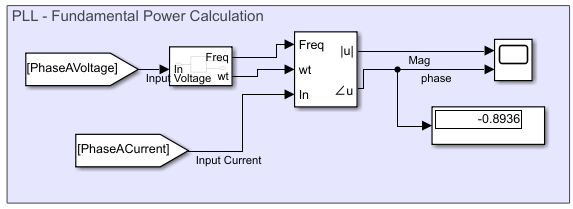 PLL - Fundamental Power Calculation
[PhaseAVoltage]
Input Voltage
In
Freq
wt
Freq
wt
In
|u|
∠u
Mag
phase
-0.8936
[PhaseACurrent]
Input Current